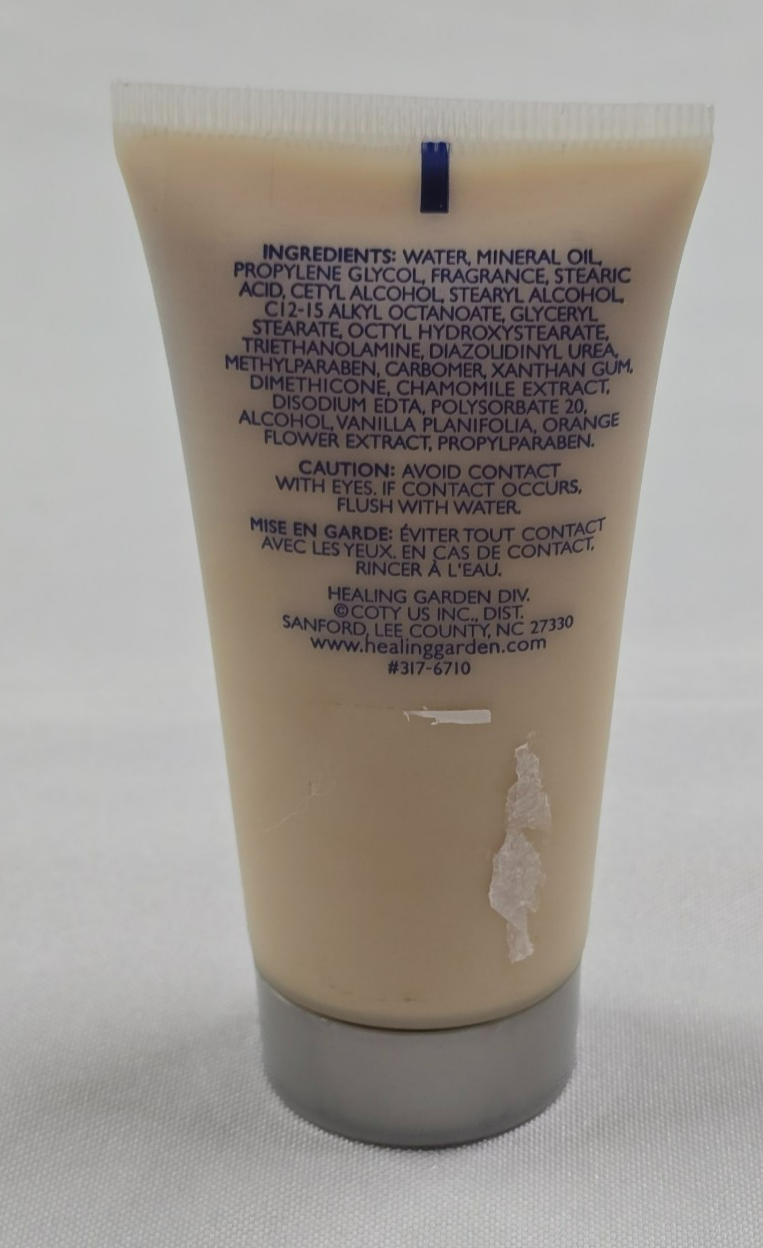 INGREDIENTS: WATER, MINERAL OIL,
PROPYLENE GLYCOL, FRAGRANCE, STEARIC
ACID, CETYL ALCOHOL, STEARYL ALCOHOL,
C12-15 ALKYL OCTANOATE, GLYCERYL
STEARATE, OCTYL HYDROXYSTEARATE,
TRIETHANOLAMINE, DIAZOLIDINYL UREA,
METHYLPARABEN, CARBOMER, XANTHAN GUM,
DIMETHICONE, CHAMOMILE EXTRACT,
DISODIUM EDTA, POLYSORBATE 20,
ALCOHOL, VANILLA PLANIFOLIA, ORANGE
FLOWER EXTRACT, PROPYLPARABEN.
CAUTION: AVOID CONTACT
WITH EYES. IF CONTACT OCCURS,
FLUSH WITH WATER.
MISE EN GARDE: ÉVITER TOUT CONTACT
AVEC LES YEUX. EN CAS DE CONTACT,
RINCER À L'EAU.
HEALING GARDEN DIV.
©COTY US INC., DIST.
SANFORD, LEE COUNTY, NC 27330
www.healinggarden.com
#317-6710